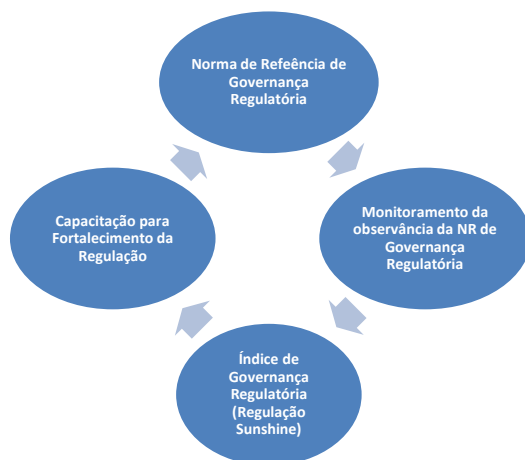 Norma de Refeência de
Governança
Regulatória
Capacitação para
Fortalecimento da
Regulação
Monitoramento da
observância da NR de
Governança
Regulatória
Índice de
Governança
Regulatória
(Regulação
Sunshine)